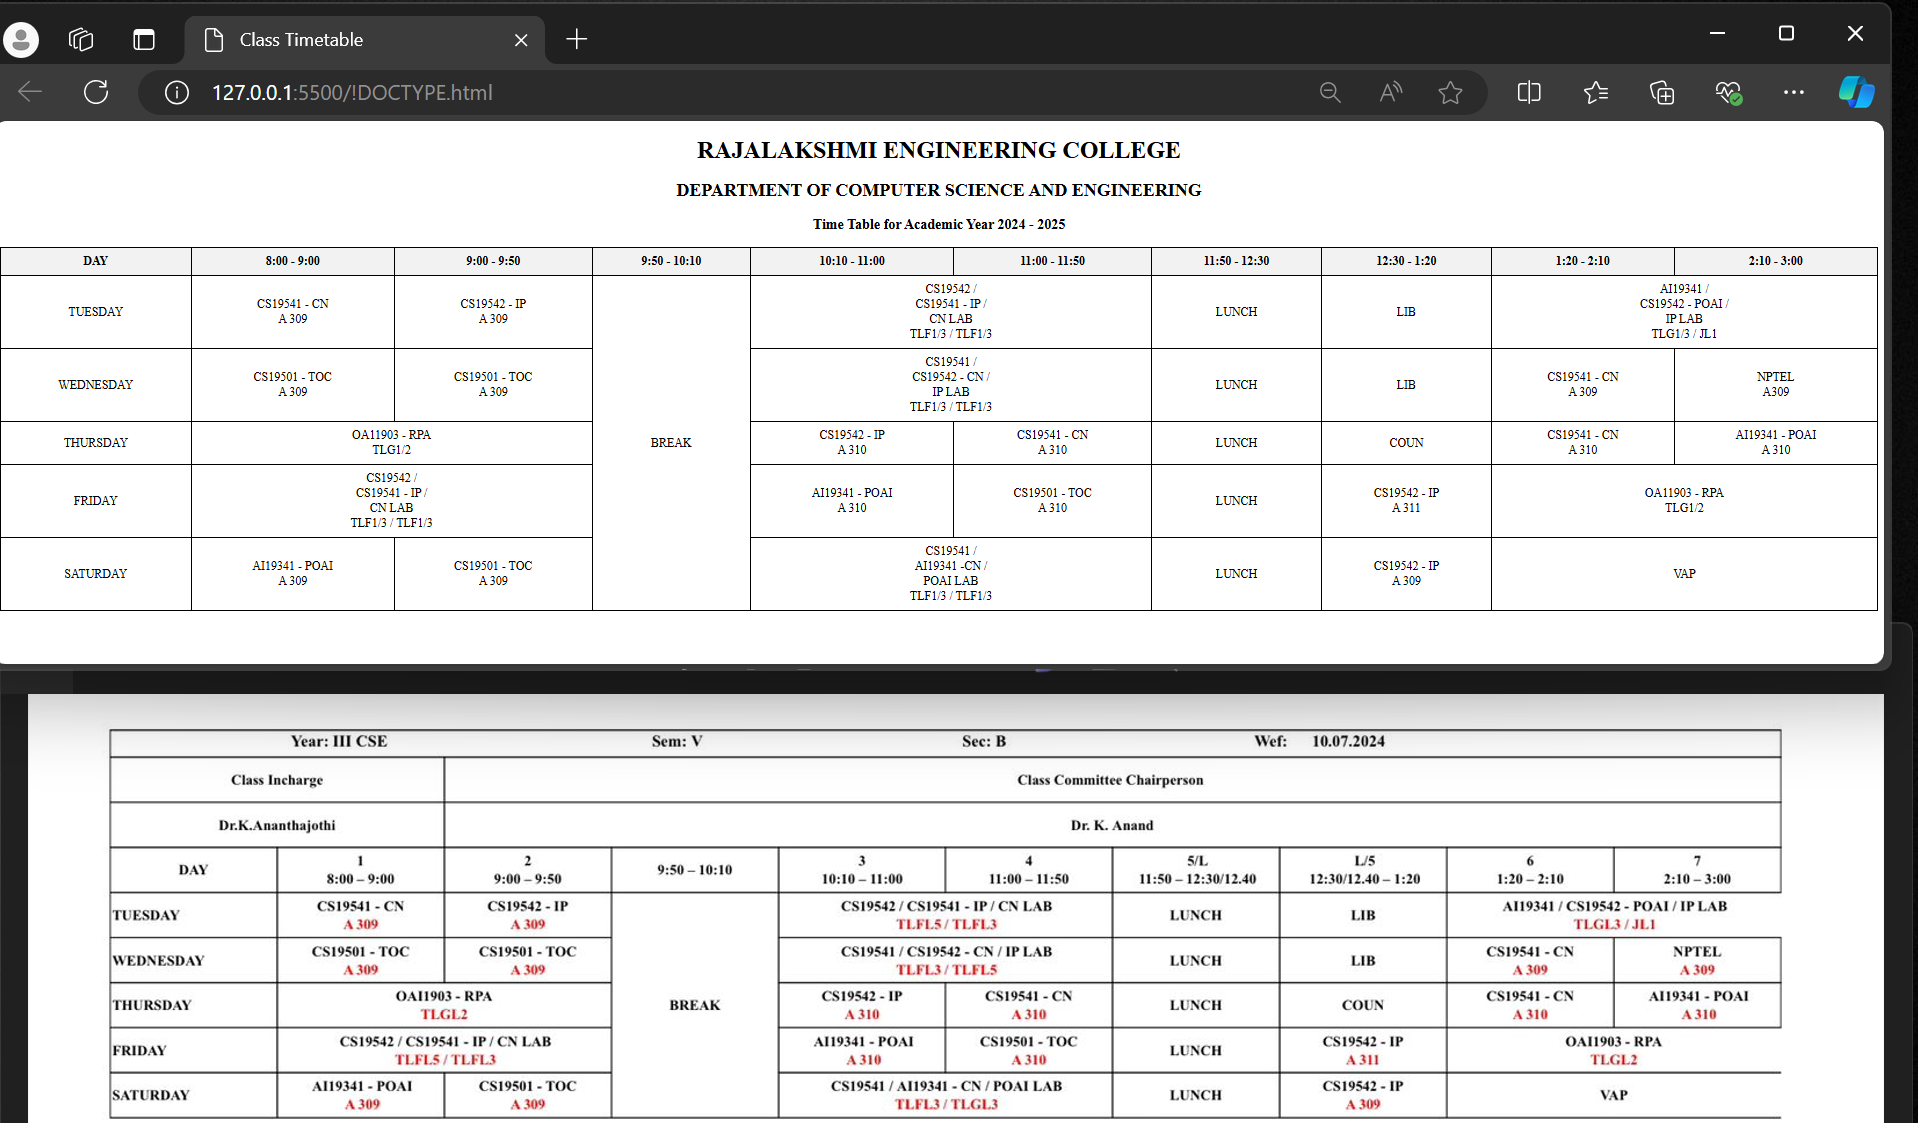 Class Timetable
127.0.0.1:5500/!DOCTYPE.html
RAJALAKSHMI ENGINEERING COLLEGE
DEPARTMENT OF COMPUTER SCIENCE AND ENGINEERING
Time Table for Academic Year 2024 - 2025
DAY 8:00 - 9:00 9:00 - 9:50 9:50 - 10:10 10:10 - 11:00 11:00 - 11:50 11:50 - 12:30 12:30 - 1:20 1:20 - 2:10 2:10 - 3:00
TUESDAY
CS19541 - CN
A 309
CS19542 - IP
A 309
BREAK
CS19542 /
CS19541 - IP /
CN LAB
TLF1/3 / TLF1/3
LUNCH
LIB
AI19341 /
CS19542 - POAI /
IP LAB
TLG1/3 / JL1
WEDNESDAY
CS19501 - TOC
A 309
CS19501 - TOC
A 309
CS19541 /
CS19542 - CN /
IP LAB
TLF1/3 / TLF1/3
LUNCH
LIB
CS19541 - CN
A 309
NPTEL
A309
THURSDAY
OA11903 - RPA
TLG1/2
CS19542 - IP
A 310
CS19541 - CN
A 310
LUNCH
COUN
CS19541 - CN
A 310
AI19341 - POAI
A 310
FRIDAY
CS19542 /
CS19541 - IP /
CN LAB
TLF1/3 / TLF1/3
AI19341 - POAI
A 310
CS19501 - TOC
A 310
LUNCH
CS19542 - IP
A 311
OA11903 - RPA
TLG1/2
SATURDAY
AI19341 - POAI
A 309
CS19501 - TOC
A 309
CS19541 /
AI19341 -CN /
POAI LAB
TLF1/3 / TLF1/3
LUNCH
CS19542 - IP
A 309
VAP
Year: III CSE Sem: V Sec: B Wef: 10.07.2024
Class Incharge Class Committee Chairperson
Dr.K.Ananthajothi Dr. K. Anand
DAY
1
8:00 – 9:00
2
9:00 – 9:50
9:50 – 10:10
3
10:10 – 11:00
4
11:00 – 11:50
5/L
11:50 – 12:30/12.40
L/5
12:30/12.40 – 1:20
6
1:20 – 2:10
7
2:10 – 3:00
TUESDAY
CS19541 - CN
A 309
CS19542 - IP
A 309
BREAK
CS19542 / CS19541 - IP / CN LAB
TLFL5 / TLFL3
LUNCH
LIB
AI19341 / CS19542 - POAI / IP LAB
TLGL3 / JL1
WEDNESDAY
CS19501 - TOC
A 309
CS19501 - TOC
A 309
CS19541 / CS19542 - CN / IP LAB
TLFL3 / TLFL5
LUNCH
LIB
CS19541 - CN
A 309
NPTEL
A 309
THURSDAY
OAI1903 - RPA
TLGL2
CS19542 - IP
A 310
CS19541 - CN
A 310
LUNCH
COUN
CS19541 - CN
A 310
AI19341 - POAI
A 310
FRIDAY
CS19542 / CS19541 - IP / CN LAB
TLFL5 / TLFL3
AI19341 - POAI
A 310
CS19501 - TOC
A 310
LUNCH
CS19542 - IP
A 311
OAI1903 - RPA
TLGL2
SATURDAY
AI19341 - POAI
A 309
CS19501 - TOC
A 309
CS19541 / AI19341 - CN / POAI LAB
TLFL3 / TLGL3
LUNCH
CS19542 - IP
A 309
VAP